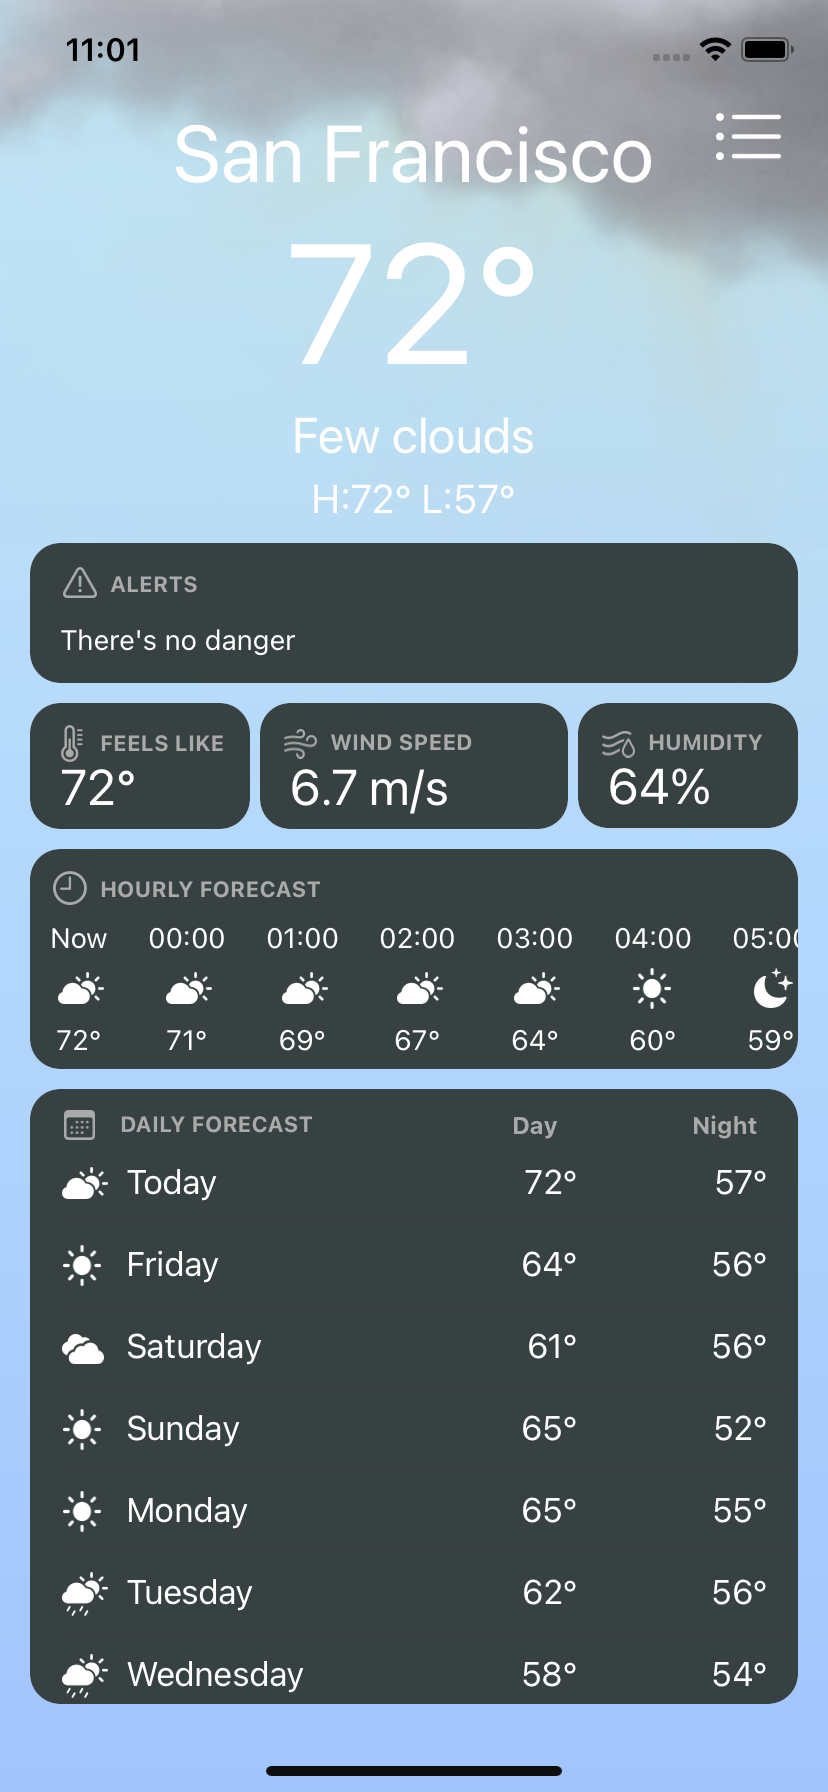 11:01
San Francisco
72°
Few clouds
H:72° L:57°
ALERTS
There's no danger
FEELS LIKE WIND SPEED HUMIDITY
72° 6.7 m/s 64%
HOURLY FORECAST
Now 00:00 01:00 02:00 03:00 04:00 05:00
72° 71° 69° 67° 64° 60° 59°
DAILY FORECAST Day Night
Today 72° 57°
Friday 64° 56°
Saturday 61° 56°
Sunday 65° 52°
Monday 65° 55°
Tuesday 62° 56°
Wednesday 58° 54°